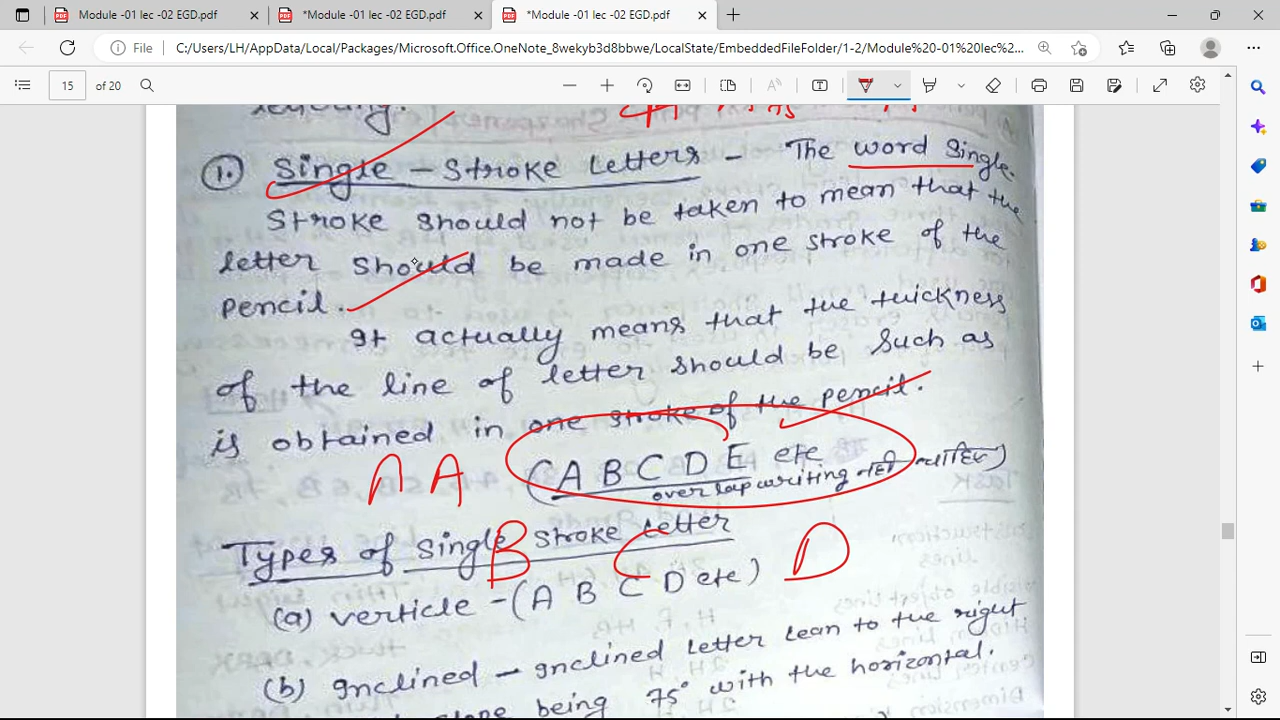 Module -01 lec -02 EGD.pdf
*Module -01 lec -02 EGD.pdf
*Module -01 lec -02 EGD.pdf
File
C:/Users/LH/AppData/Local/Packages/Microsoft.Office.OneNote_8wekyb3d8bbwe/LocalState/EmbeddedFileFolder/1-2/Module%20-01%20lec%2...
15 of 20
1. Single - Stroke Letters - The word Single.
Stroke should not be taken to mean that the
letter should be made in one stroke of the
pencil.
It actually means that the thickness
of the line of letter should be such as
is obtained in one stroke of the pencil.
A A (A B C D E etc
over lap writing नही)
Types of Single Stroke Letter
B C D
(a) verticle - (A B C D etc)
(b) Inclined - Inclined letter lean to the right
slope being 75° with the horizontal.